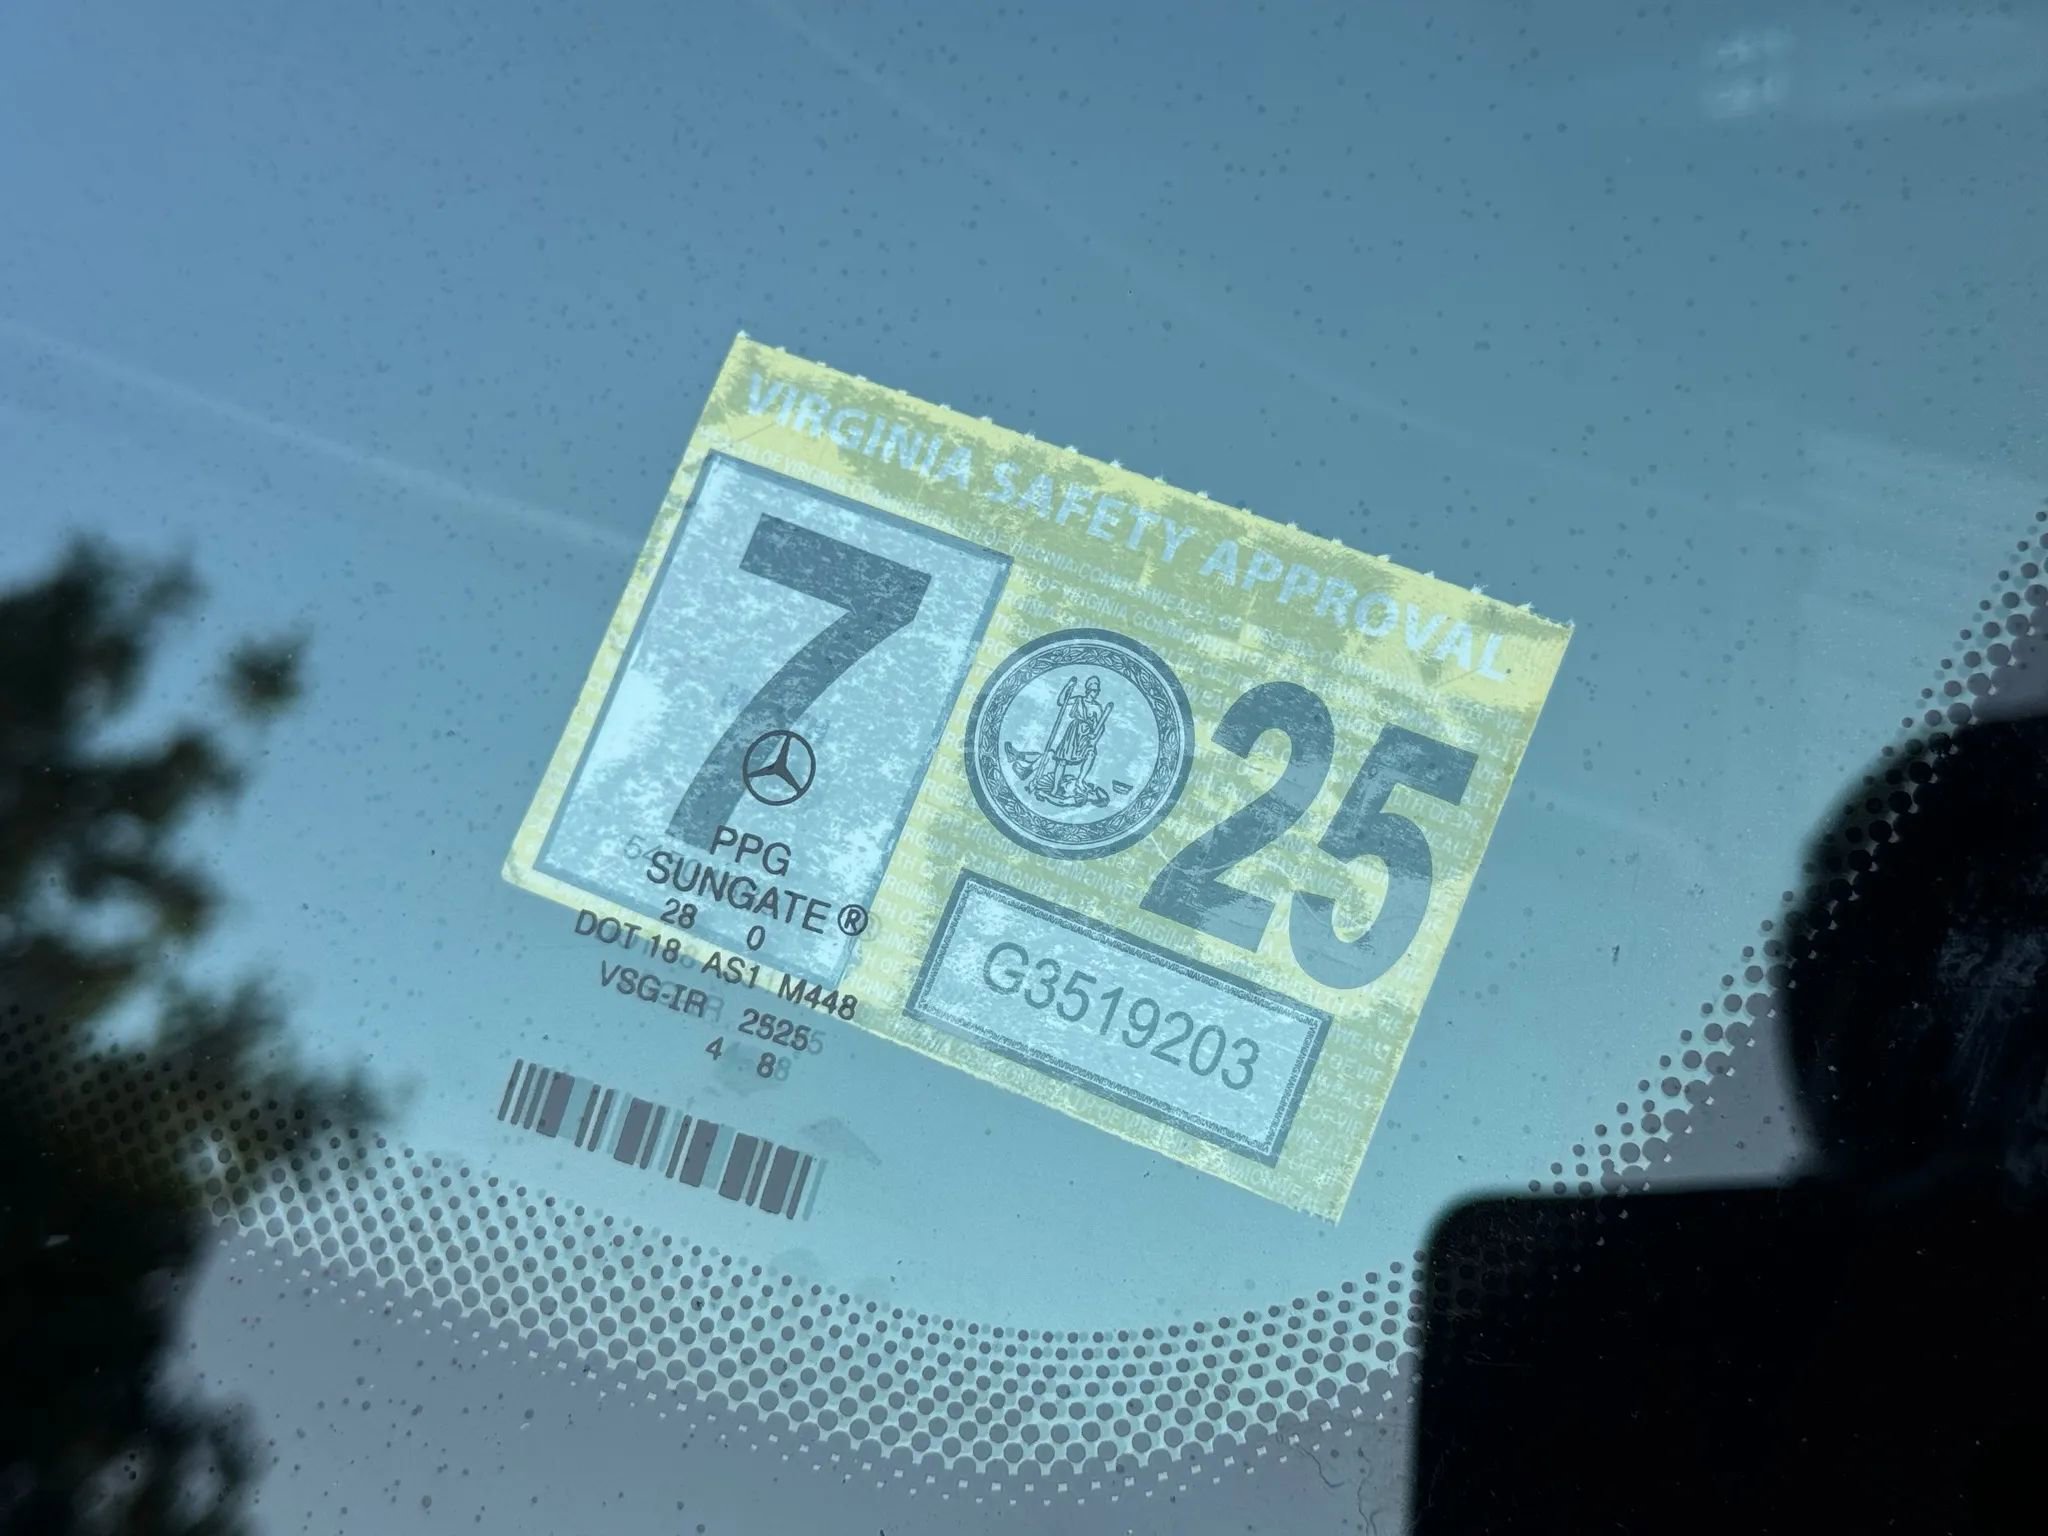 VIRGINIA SAFETY APPROVAL
7
25
G3519203
PPG
SUNGATE®
28 0
DOT 18 AS1 M448
VSG-IR 2525
4 8